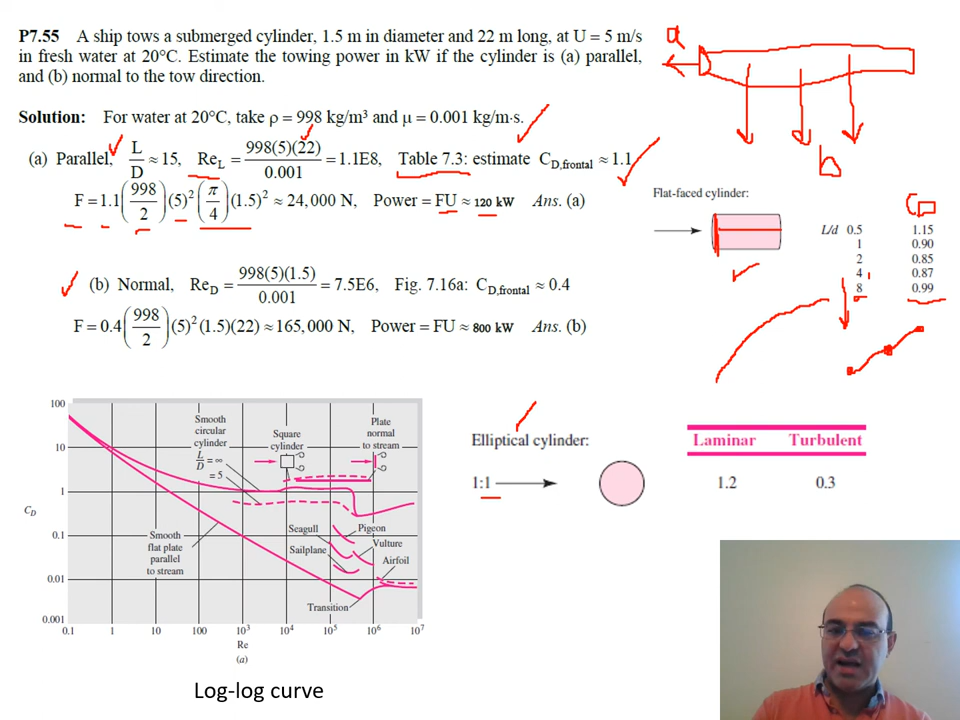 P7.55 A ship tows a submerged cylinder, 1.5 m in diameter and 22 m long, at U = 5 m/s
in fresh water at 20°C. Estimate the towing power in kW if the cylinder is (a) parallel,
and (b) normal to the tow direction.
a
Solution: For water at 20°C, take ρ = 998 kg/m³ and μ = 0.001 kg/m·s.
(a) Parallel, L/D ≈ 15, Re_L = 998(5)(22)/0.001 = 1.1E8, Table 7.3: estimate C_D,frontal ≈ 1.1
b
F = 1.1(998/2)(5)²(π/4)(1.5)² ≈ 24,000 N, Power = FU ≈ 120 kW Ans. (a)
Flat-faced cylinder:
C_D
L/d 0.5 1.15
1 0.90
2 0.85
4 0.87
8 0.99
(b) Normal, Re_D = 998(5)(1.5)/0.001 = 7.5E6, Fig. 7.16a: C_D,frontal ≈ 0.4
F = 0.4(998/2)(5)²(1.5)(22) ≈ 165,000 N, Power = FU ≈ 800 kW Ans. (b)
100
10
1
0.1
0.01
0.001
C_D
Smooth
circular
cylinder
L/D = ∞
= 5
Square
cylinder
Plate
normal
to stream
Smooth
flat plate
parallel
to stream
Seagull
Sailplane
Pigeon
Vulture
Airfoil
Transition
0.1 1 10 100 10³ 10⁴ 10⁵ 10⁶ 10⁷
Re
(a)
Log-log curve
Elliptical cylinder:
Laminar Turbulent
1:1 1.2 0.3